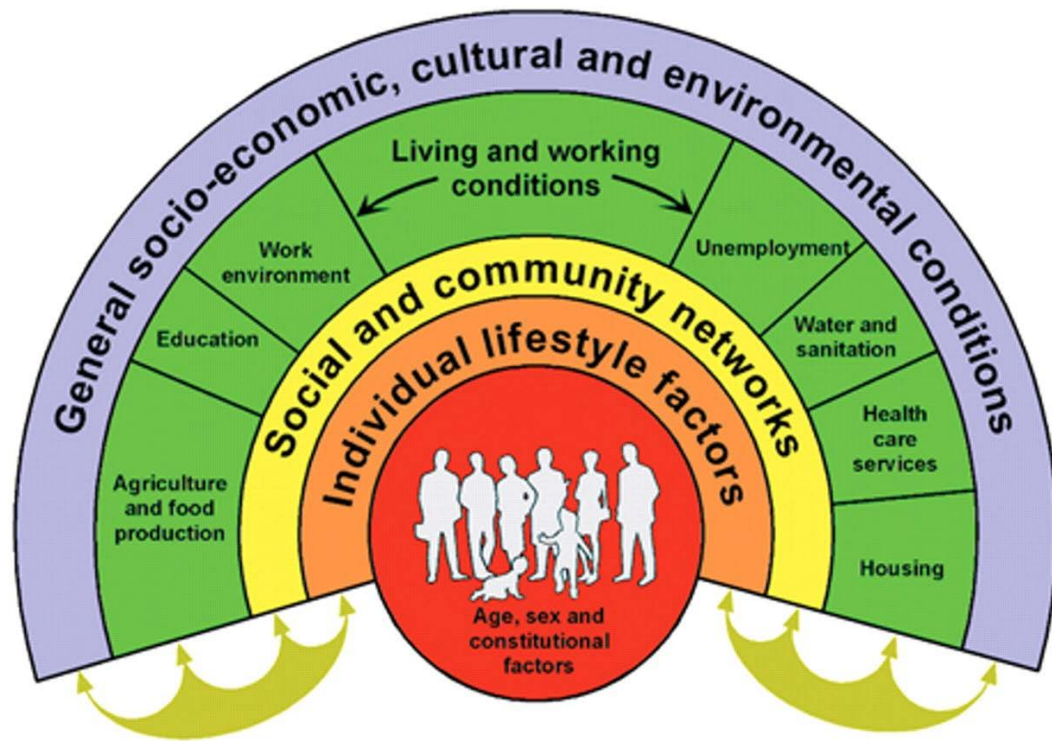 General socio-economic, cultural and environmental conditions
Living and working
conditions
Work
environment
Unemployment
Education
Water and
sanitation
Agriculture
and food
production
Health
care
services
Housing
Social and community networks
Individual lifestyle factors
Age, sex and
constitutional
factors